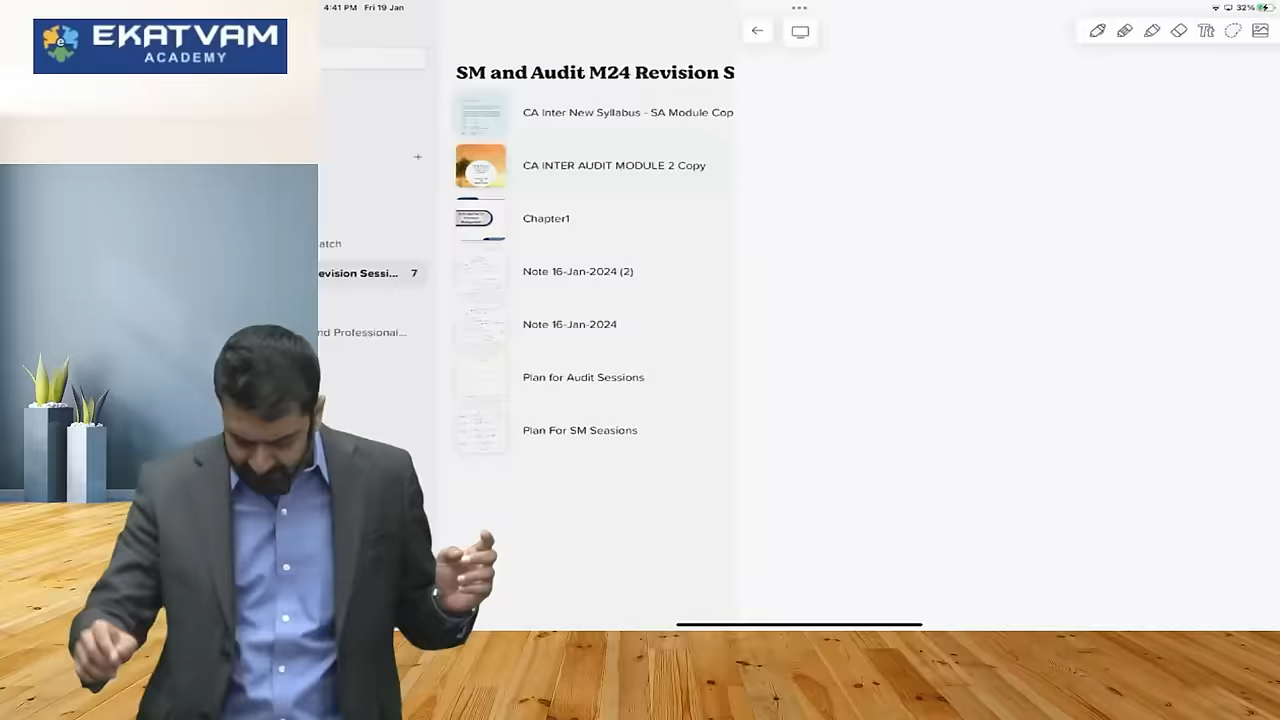 4:41 PM Fri 19 Jan
32%
EKATVAM
ACADEMY
SM and Audit M24 Revision S
CA Inter New Syllabus - SA Module Cop
CA INTER AUDIT MODULE 2 Copy
Chapter1
atch
evision Sessi... 7
Note 16-Jan-2024 (2)
Note 16-Jan-2024
nd Professional...
Plan for Audit Sessions
Plan For SM Seasions
Tt